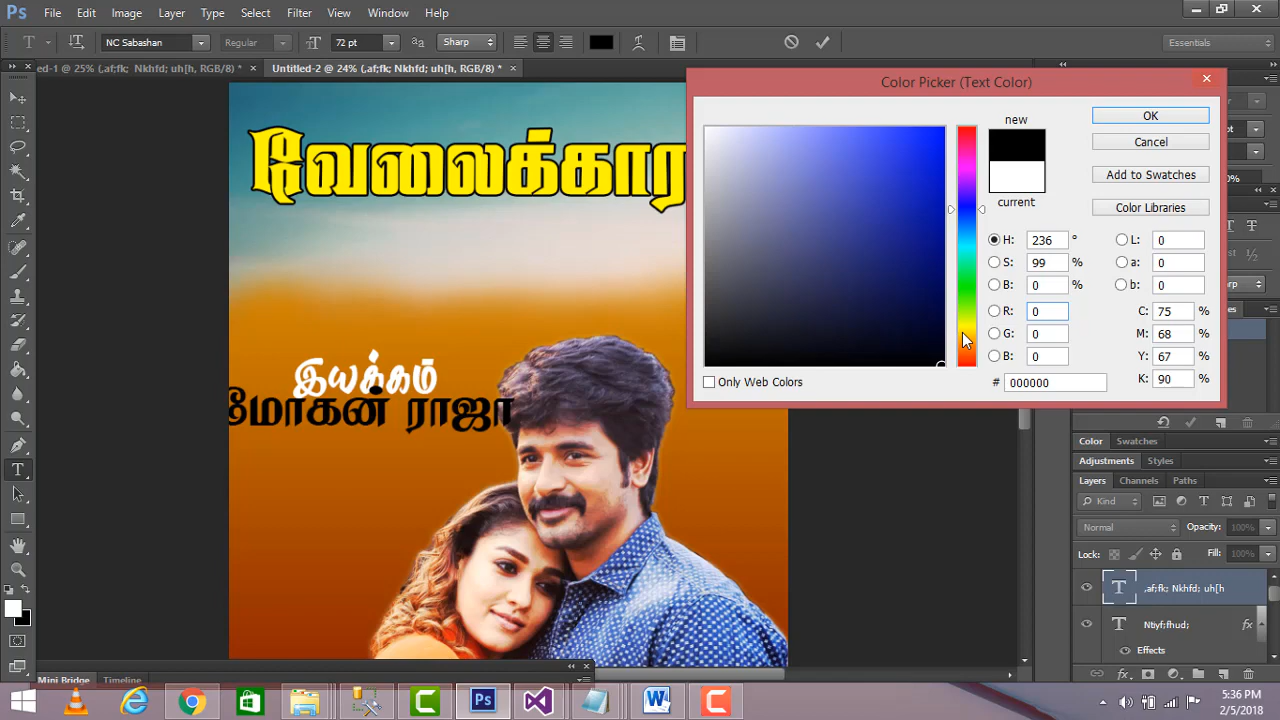 Ps File Edit Image Layer Type Select Filter View Window Help
T NC Sabashan Regular 72 pt aa Sharp Essentials
ed-1 @ 25% (,af;fk; Nkhfd; uh[h, RGB/8) * × Untitled-2 @ 24% (,af;fk; Nkhfd; uh[h, RGB/8) * ×
Color Picker (Text Color)
new
OK
Cancel
Add to Swatches
current
Color Libraries
H: 236 °
L: 0
S: 99 %
a: 0
B: 0 %
b: 0
R: 0
C: 75 %
G: 0
M: 68 %
B: 0
Y: 67 %
Only Web Colors
# 000000
K: 90 %
வேலைக்கார
இயக்கம்
மோகன் ராஜா
Color Swatches
Adjustments Styles
Layers Channels Paths
Kind
Normal Opacity: 100%
Lock: Fill: 100%
T ,af;fk; Nkhfd; uh[h
T Ntiyf;fhud; fx
Effects
Mini Bridge Timeline
5:36 PM
2/5/2018